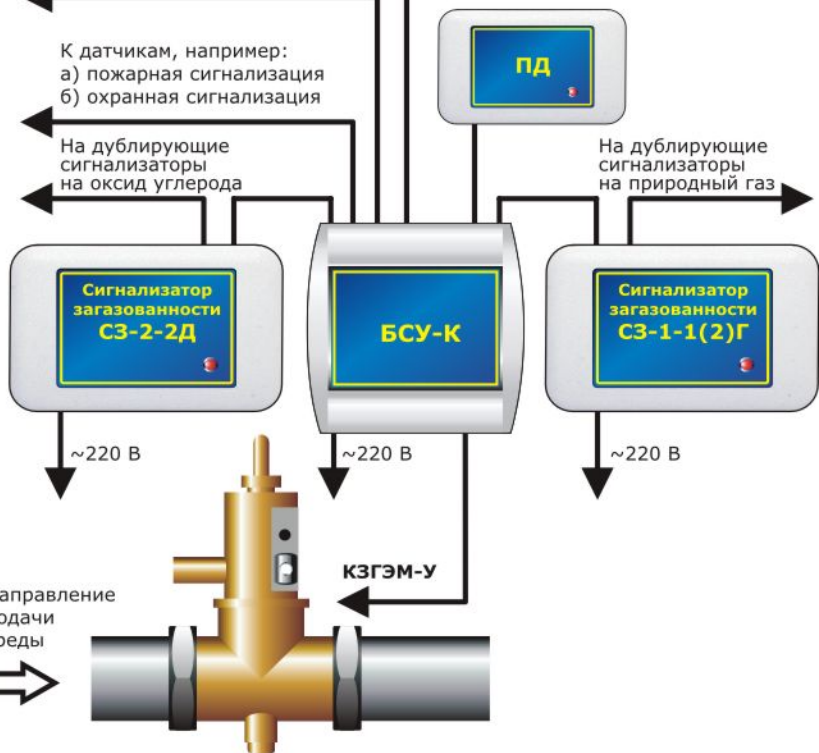 К датчикам, например:
а) пожарная сигнализация
б) охранная сигнализация
ПД
На дублирующие
сигнализаторы
на оксид углерода
На дублирующие
сигнализаторы
на природный газ
Сигнализатор
загазованности
СЗ-2-2Д
БСУ-К
Сигнализатор
загазованности
СЗ-1-1(2)Г
~220 В
~220 В
~220 В
КЗГЭМ-У
аправление
одачи
реды